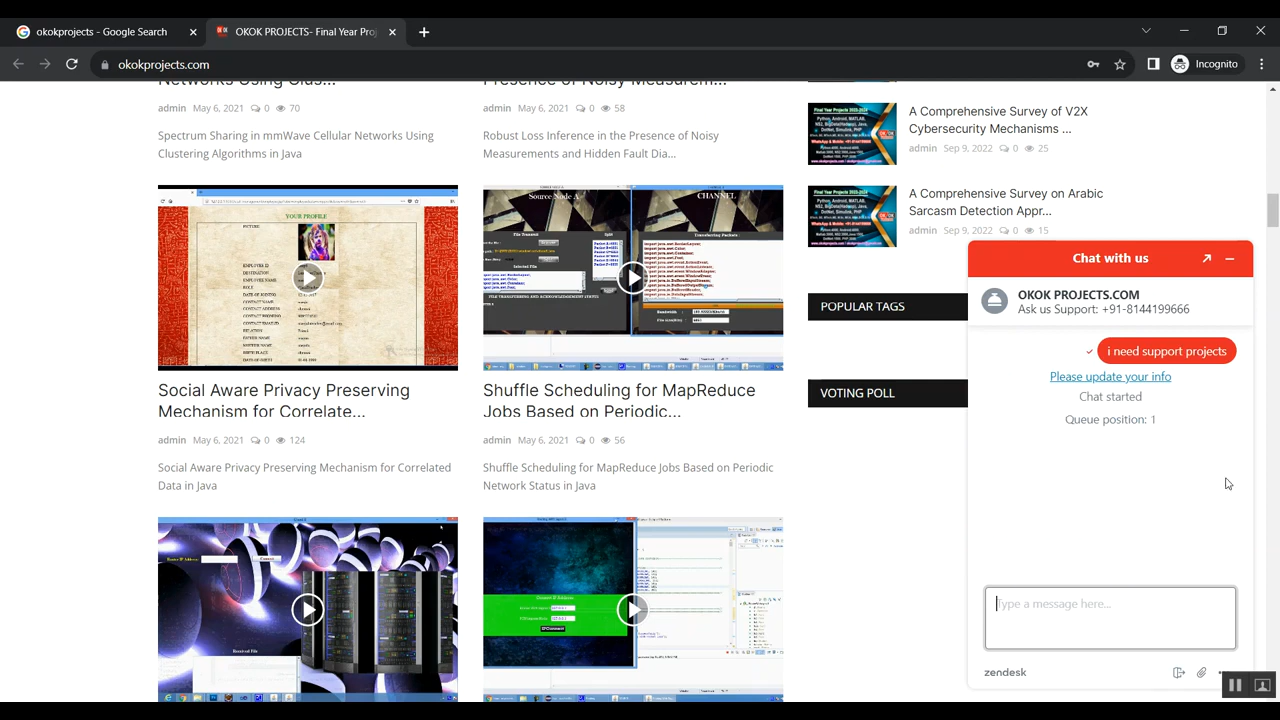 okokprojects - Google Search
OKOK PROJECTS- Final Year Proj
okokprojects.com
Incognito
Networks Using Glas...
Presence of Noisy Measurem...
admin May 6, 2021 0 70
admin May 6, 2021 0 58
Spectrum Sharing in mmWave Cellular Networks Using
Clustering Algorithms in Java
Robust Loss Inference in the Presence of Noisy
Measurements and Hidden Fault Dia...
YOUR PROFILE
Source Node A
CHANNEL
Social Aware Privacy Preserving
Mechanism for Correlate...
admin May 6, 2021 0 124
Social Aware Privacy Preserving Mechanism for Correlated
Data in Java
Shuffle Scheduling for MapReduce
Jobs Based on Periodic...
admin May 6, 2021 0 56
Shuffle Scheduling for MapReduce Jobs Based on Periodic
Network Status in Java
A Comprehensive Survey of V2X
Cybersecurity Mechanisms ...
admin Sep 9, 2022 0 25
A Comprehensive Survey on Arabic
Sarcasm Detection Appr...
admin Sep 9, 2022 0 15
POPULAR TAGS
VOTING POLL
Chat with us
OKOK PROJECTS.COM
Ask us Support +91- 8144199666
i need support projects
Please update your info
Chat started
Queue position: 1
Type a message here...
zendesk